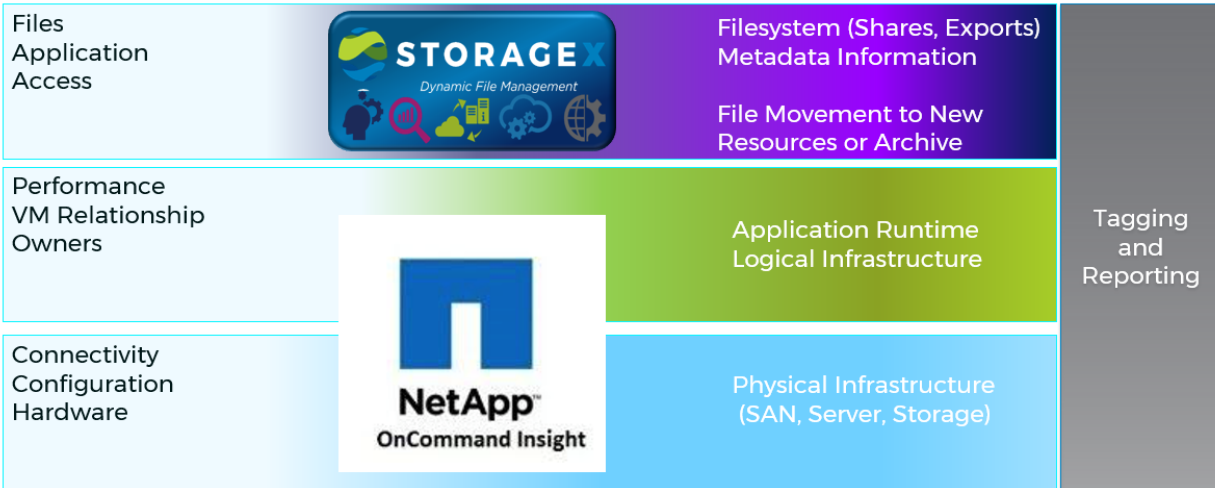 Files
Application
Access
STORAGEX
Dynamic File Management
Filesystem (Shares, Exports)
Metadata Information
File Movement to New
Resources or Archive
Performance
VM Relationship
Owners
Application Runtime
Logical Infrastructure
Connectivity
Configuration
Hardware
NetApp™
OnCommand Insight
Physical Infrastructure
(SAN, Server, Storage)
Tagging
and
Reporting